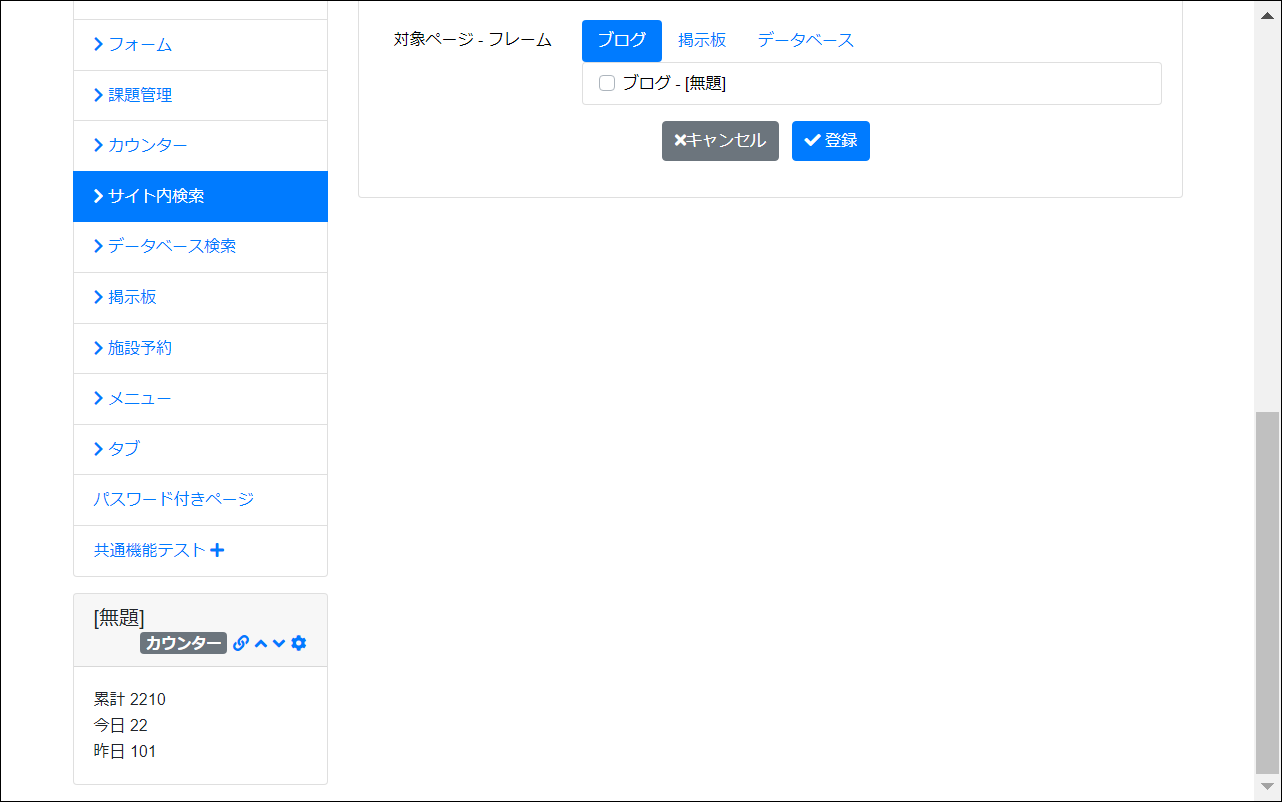 フォーム
課題管理
カウンター
サイト内検索
データベース検索
掲示板
施設予約
メニュー
タブ
パスワード付きページ
共通機能テスト
[無題]
カウンター
累計 2210
今日 22
昨日 101
対象ページ - フレーム
ブログ 掲示板 データベース
ブログ - [無題]
キャンセル 登録